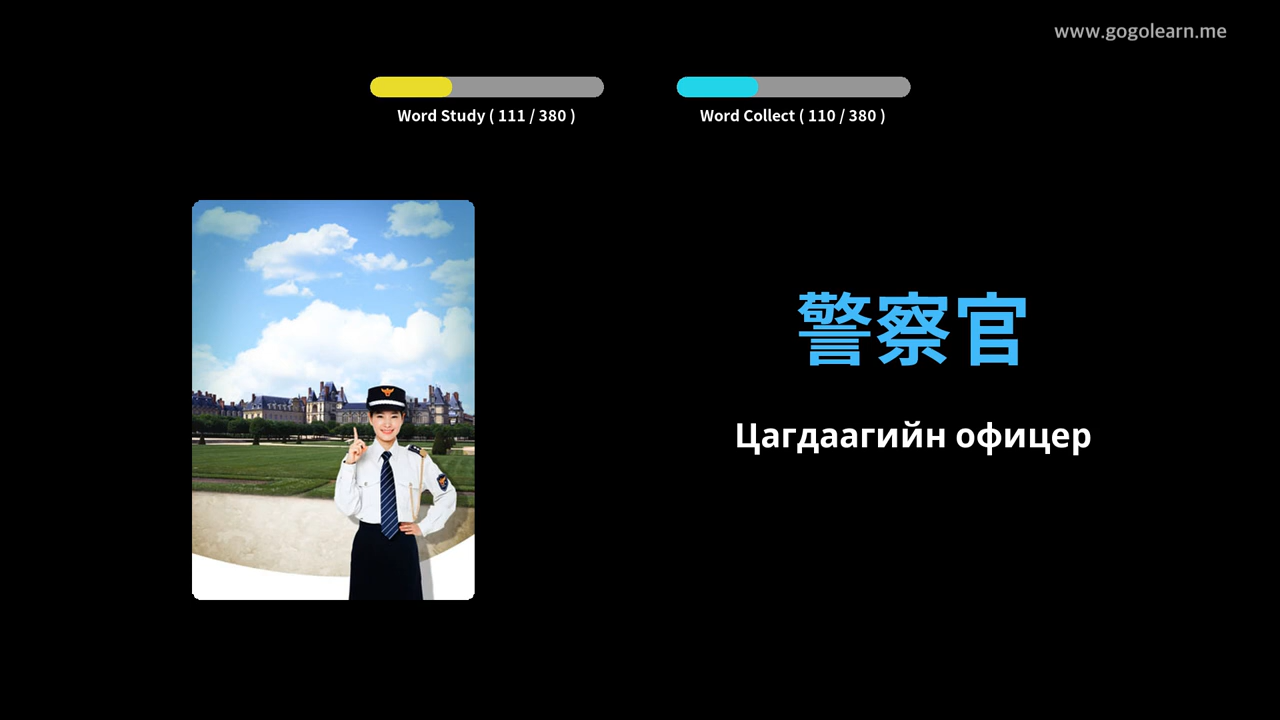 www.gogolearn.me
Word Study ( 111 / 380 )
Word Collect ( 110 / 380 )
警察官
Цагдаагийн офицер